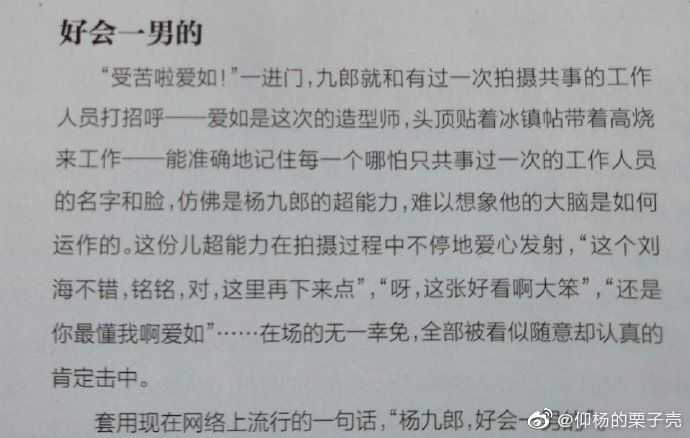 好会一男的
“受苦啦爱如！”一进门，九郎就和有过一次拍摄共事的工作
人员打招呼——爱如是这次的造型师，头顶贴着冰镇帖带着高烧
来工作——能准确地记住每一个哪怕只共事过一次的工作人员
的名字和脸，仿佛是杨九郎的超能力，难以想象他的大脑是如何
运作的。这份儿超能力在拍摄过程中不停地爱心发射，“这个刘
海不错，铭铭，对，这里再下来点”，“呀，这张好看啊大笨”，“还是
你最懂我啊爱如”……在场的无一幸免，全部被看似随意却认真的
肯定击中。
套用现在网络上流行的一句话，“杨九郎，好会一
@仰杨的栗子壳